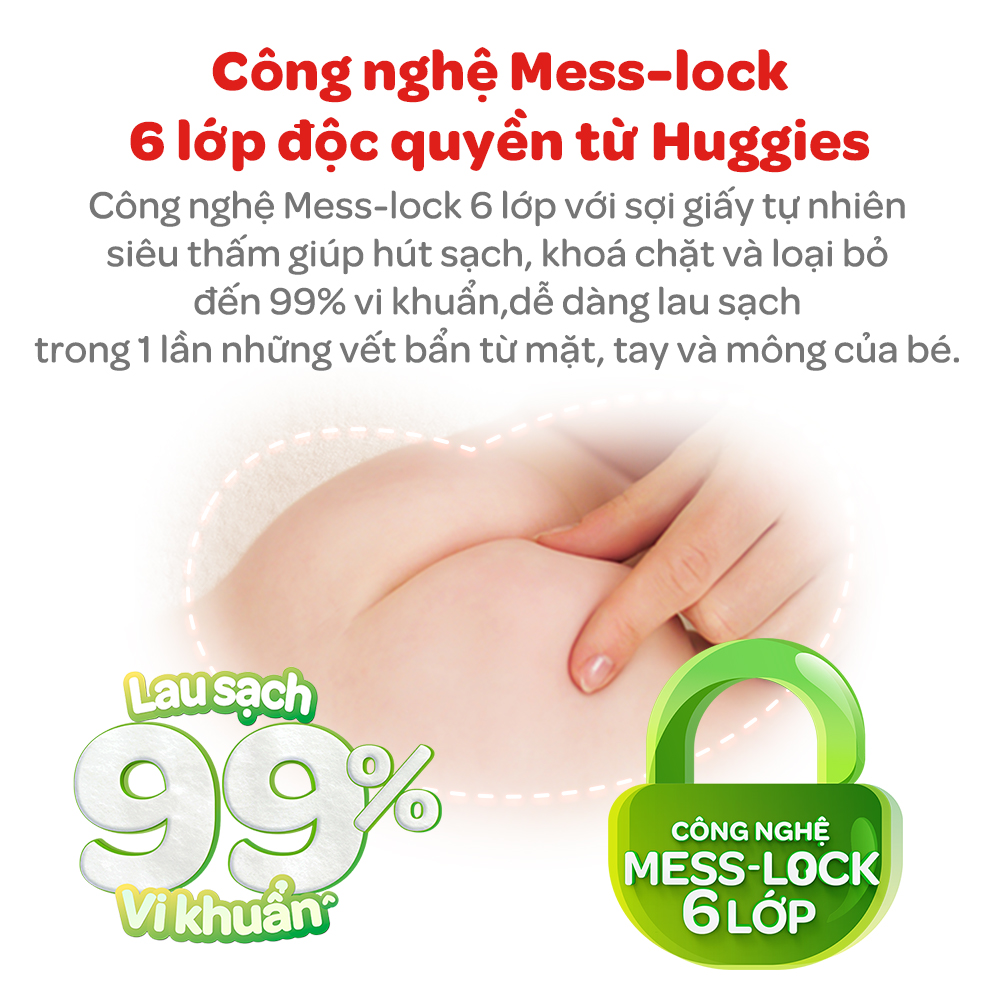 Công nghệ Mess-lock
6 lớp độc quyền từ Huggies
Công nghệ Mess-lock 6 lớp với sợi giấy tự nhiên
siêu thấm giúp hút sạch, khoá chặt và loại bỏ
đến 99% vi khuẩn,dễ dàng lau sạch
trong 1 lần những vết bẩn từ mặt, tay và mông của bé.
Lau sạch
99%
Vi khuẩn^
CÔNG NGHỆ
MESS-LOCK
6 LỚP